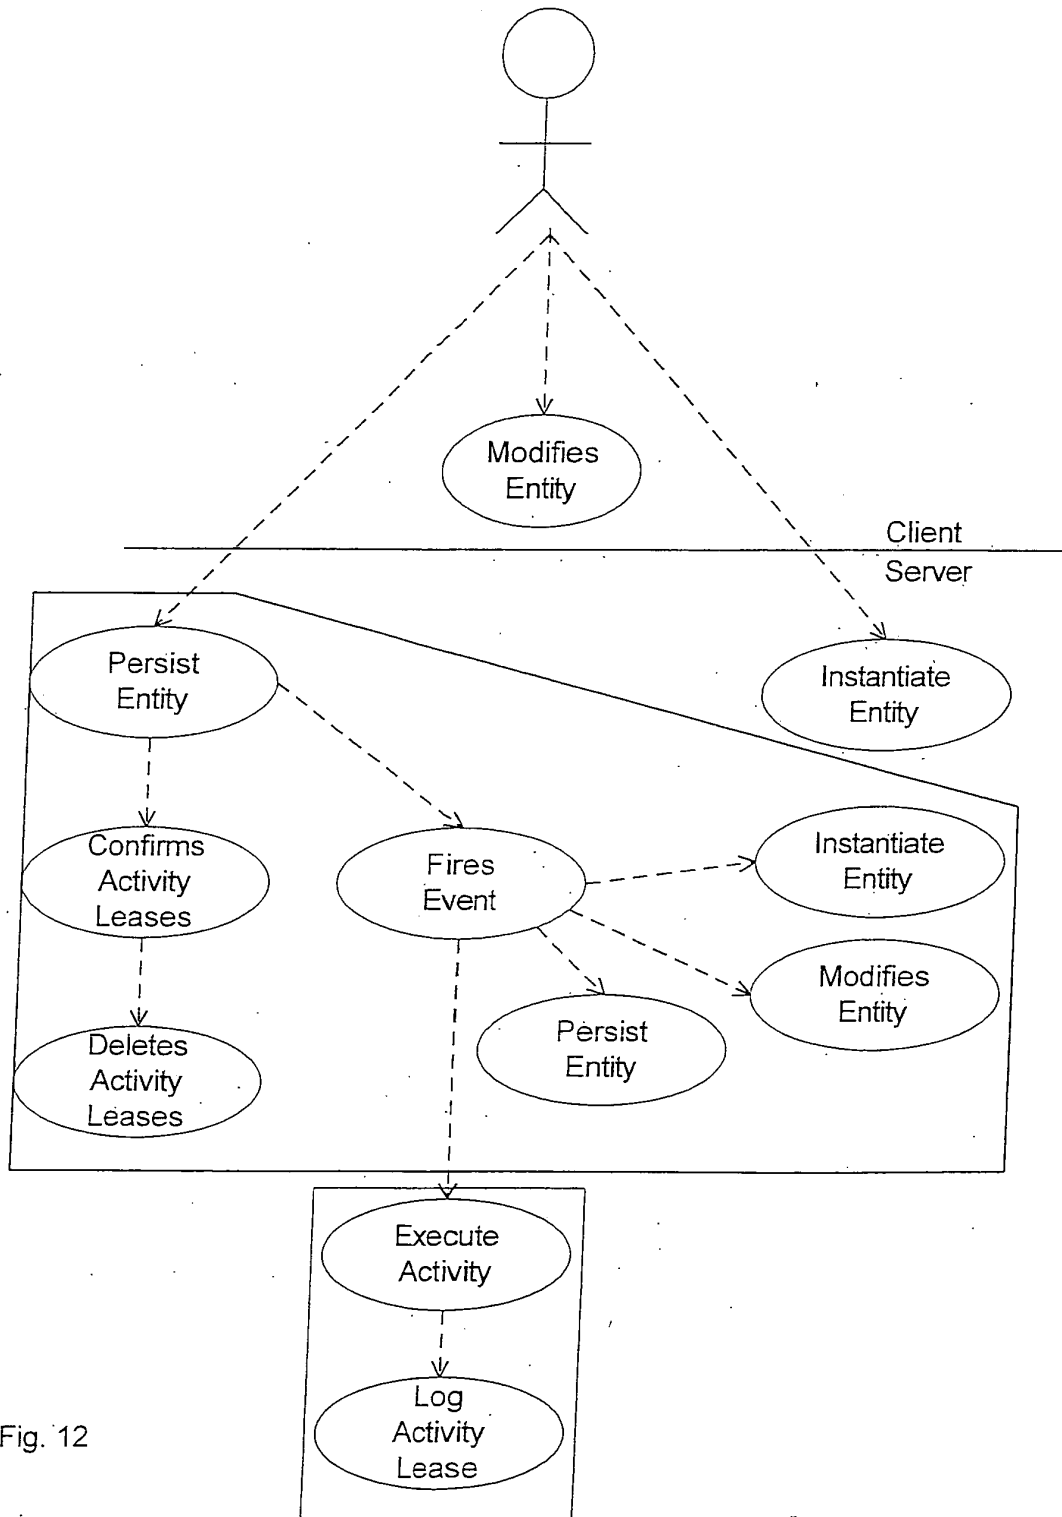 Modifies
Entity
Client
Server
Persist
Entity
Instantiate
Entity
Confirms
Activity
Leases
Fires
Event
Instantiate
Entity
Modifies
Entity
Persist
Entity
Deletes
Activity
Leases
Execute
Activity
Log
Activity
Lease
Fig. 12